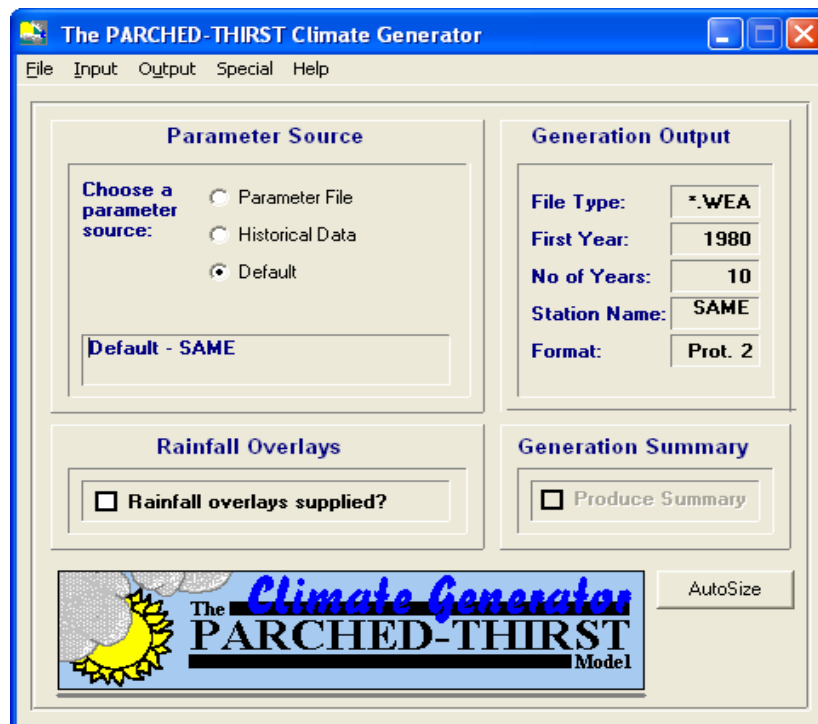 The PARCHED-THIRST Climate Generator
File Input Output Special Help
Parameter Source
Choose a
parameter
source:
Parameter File
Historical Data
Default
Default - SAME
Generation Output
File Type: *.WEA
First Year: 1980
No of Years: 10
Station Name: SAME
Format: Prot. 2
Rainfall Overlays
Rainfall overlays supplied?
Generation Summary
Produce Summary
The Climate Generator
PARCHED-THIRST
Model
AutoSize